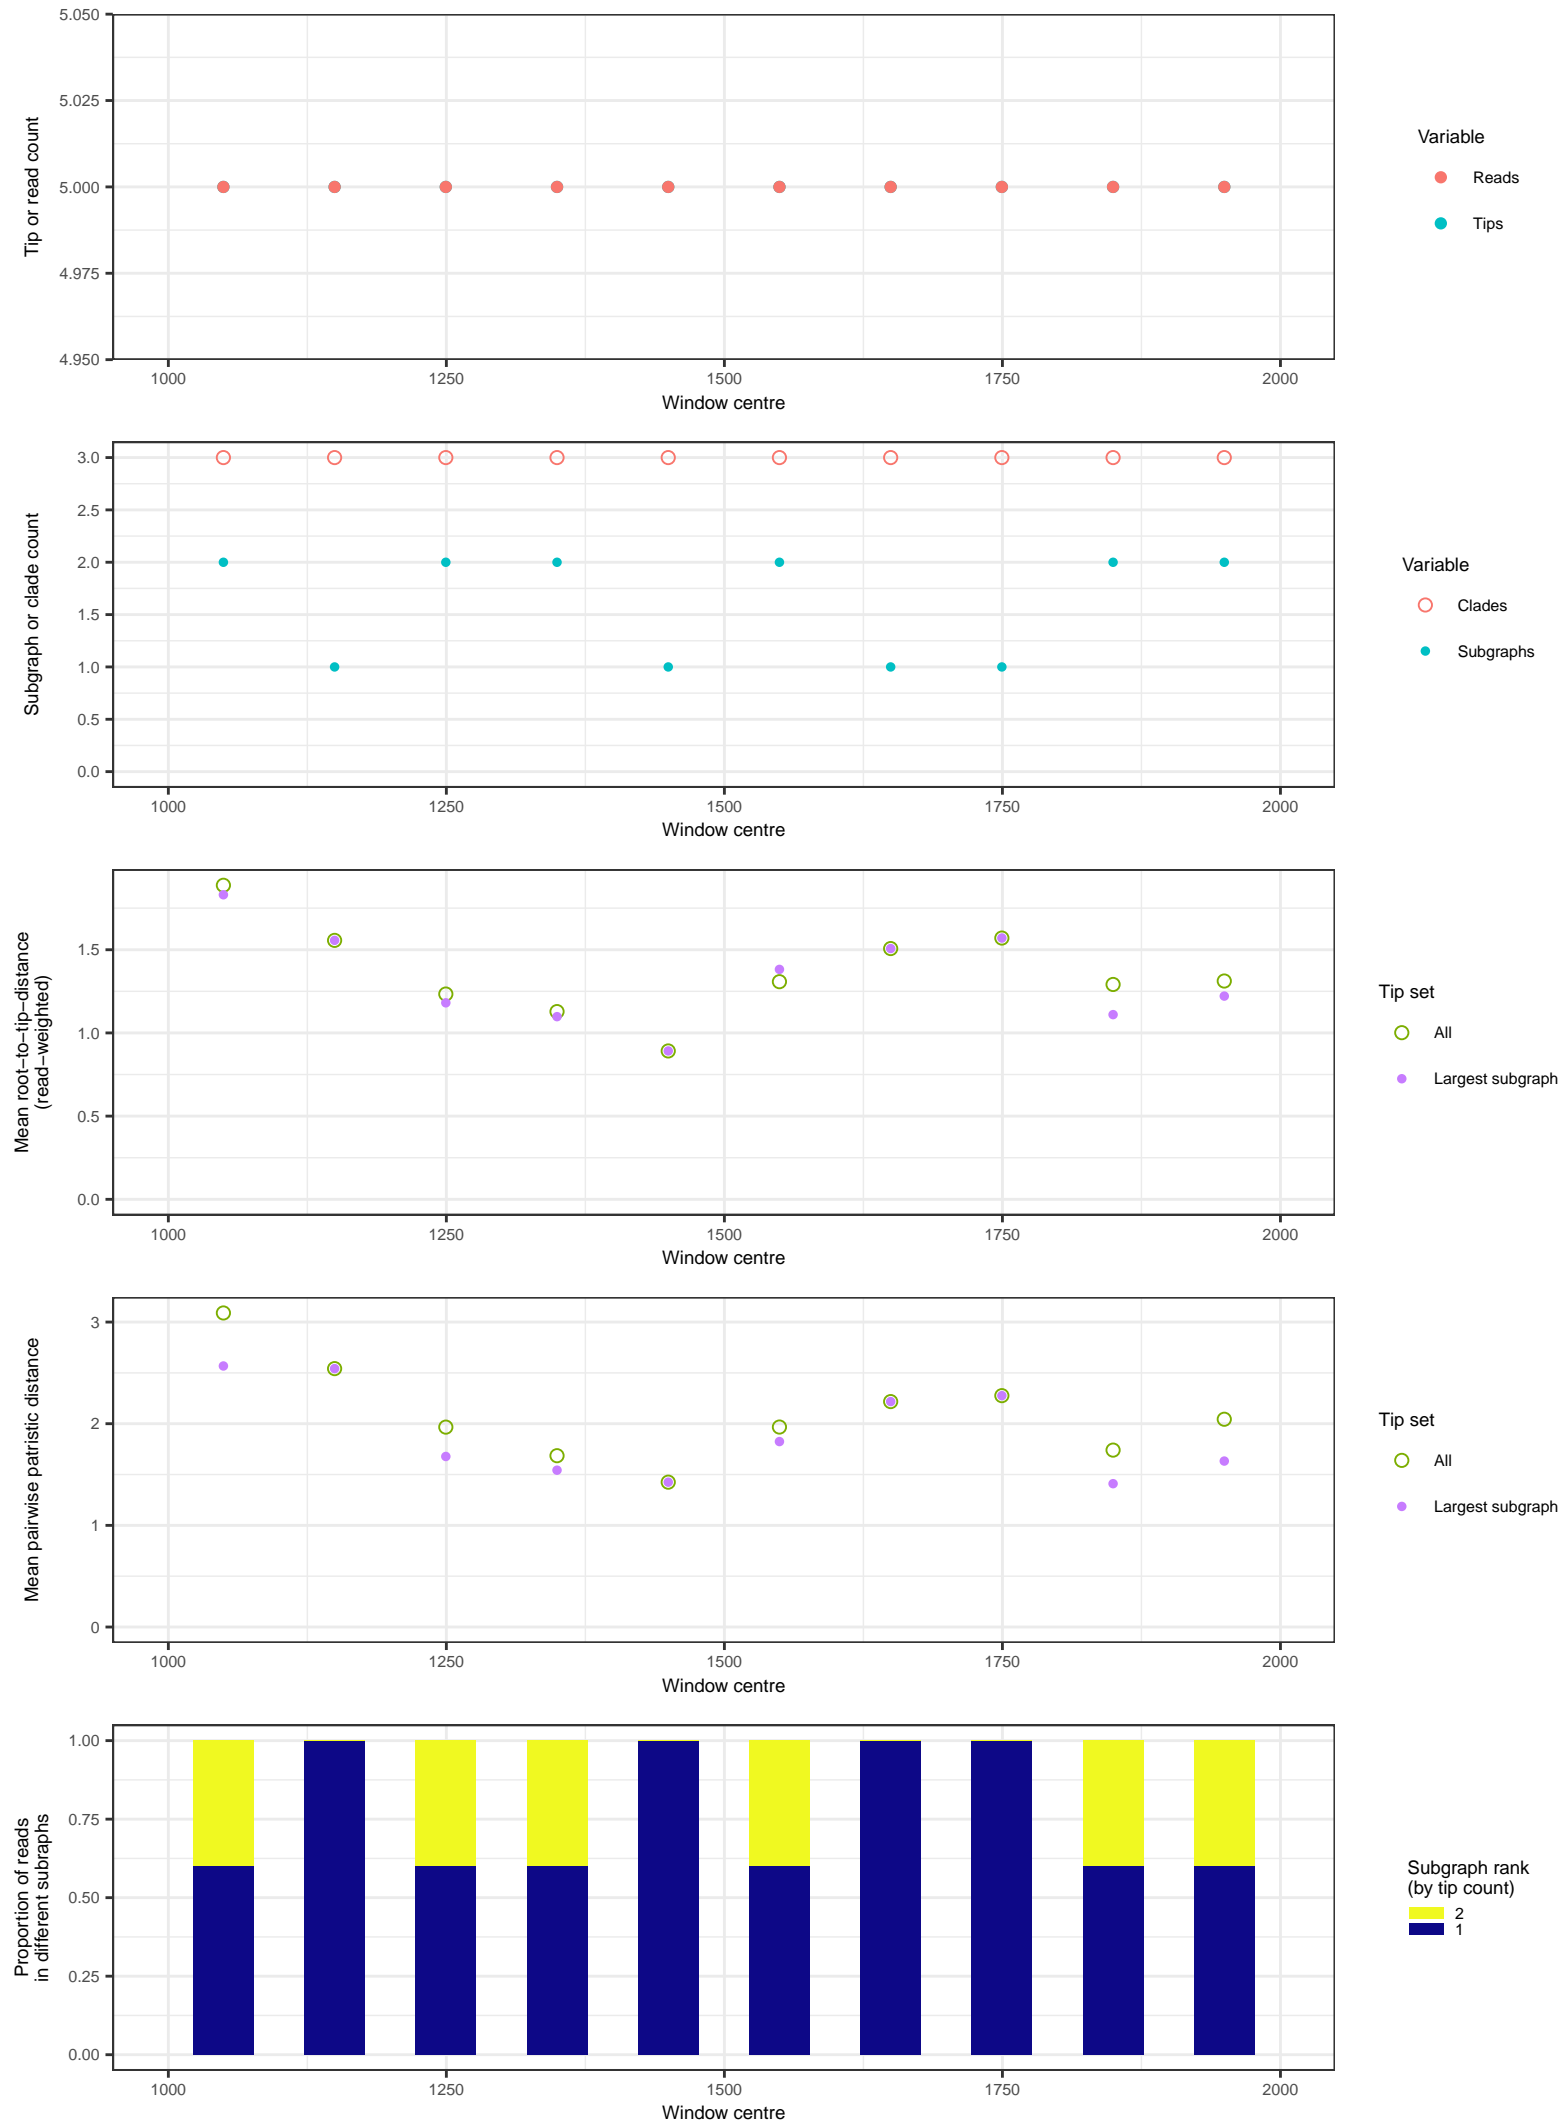 5.050
5.025
5.000
4.975
4.950
Tip or read count
1000 1250 1500 1750 2000
Window centre
Variable
Reads
Tips
3.0
2.5
2.0
1.5
1.0
0.5
0.0
Subgraph or clade count
1000 1250 1500 1750 2000
Window centre
Variable
Clades
Subgraphs
1.5
1.0
0.5
0.0
Mean root−to−tip−distance
(read−weighted)
1000 1250 1500 1750 2000
Window centre
Tip set
All
Largest subgraph
3
2
1
0
Mean pairwise patristic distance
1000 1250 1500 1750 2000
Window centre
Tip set
All
Largest subgraph
1.00
0.75
0.50
0.25
0.00
Proportion of reads
in different subraphs
1000 1250 1500 1750 2000
Window centre
Subgraph rank
(by tip count)
2
1